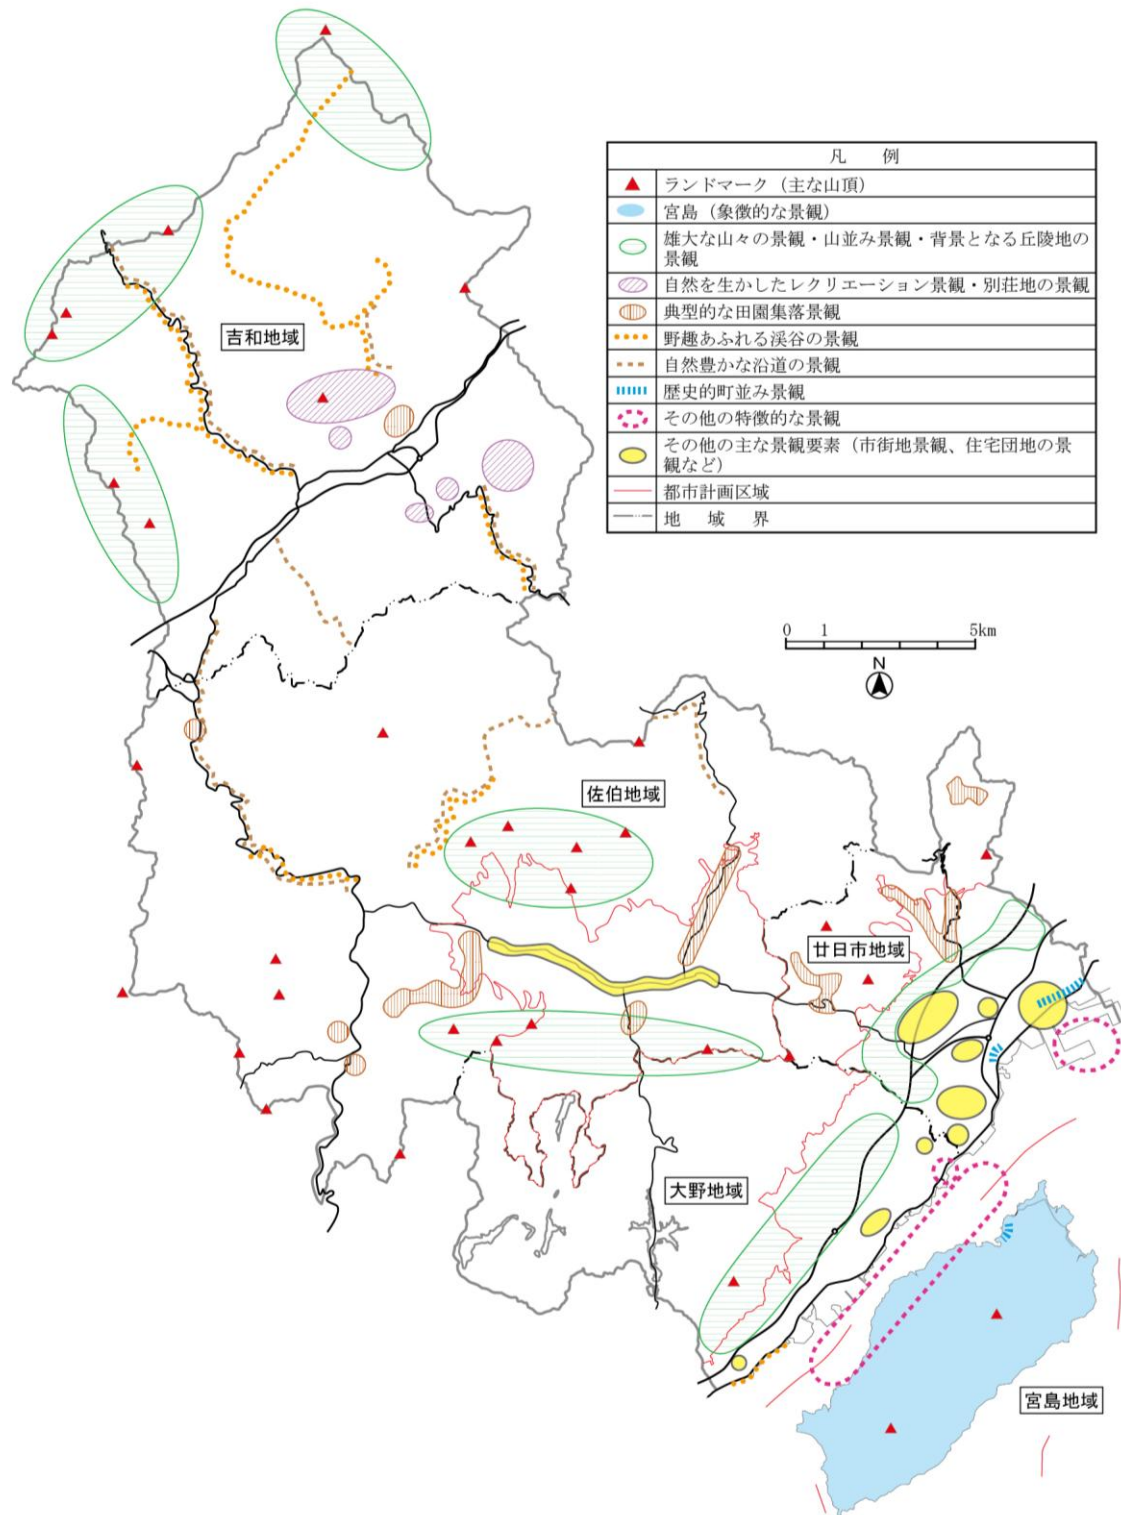 凡 例
ランドマーク（主な山頂）
宮島（象徴的な景観）
雄大な山々の景観・山並み景観・背景となる丘陵地の
景観
自然を生かしたレクリエーション景観・別荘地の景観
典型的な田園集落景観
野趣あふれる渓谷の景観
自然豊かな沿道の景観
歴史的町並み景観
その他の特徴的な景観
その他の主な景観要素（市街地景観、住宅団地の景
観など）
都市計画区域
地 域 界
吉和地域
0 1 5km
N
佐伯地域
廿日市地域
大野地域
宮島地域